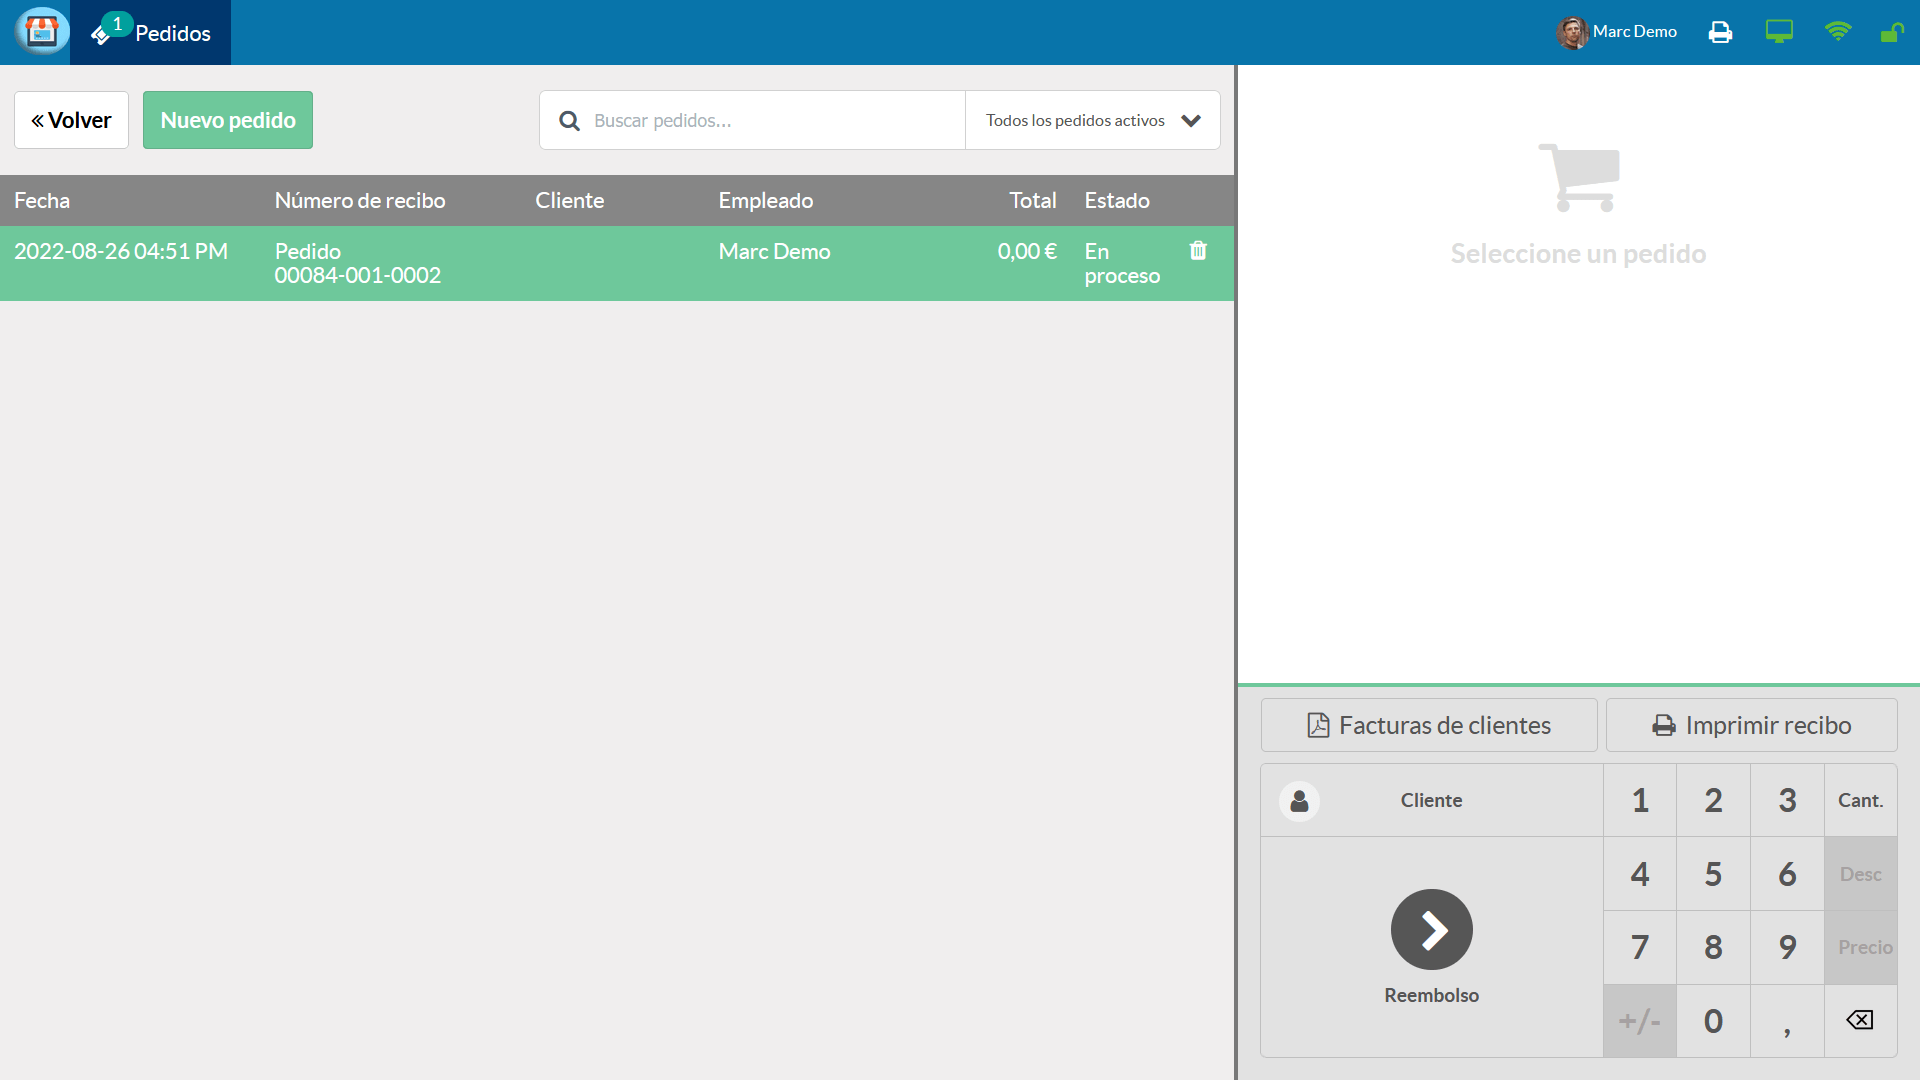 1 Pedidos
Marc Demo
Volver
Nuevo pedido
Buscar pedidos...
Todos los pedidos activos
Fecha Número de recibo Cliente Empleado Total Estado
2022-08-26 04:51 PM Pedido Marc Demo 0,00 € En
00084-001-0002 proceso
Seleccione un pedido
Facturas de clientes
Imprimir recibo
Cliente
1 2 3 Cant.
4 5 6 Desc
7 8 9 Precio
Reembolso
+/- 0 ,